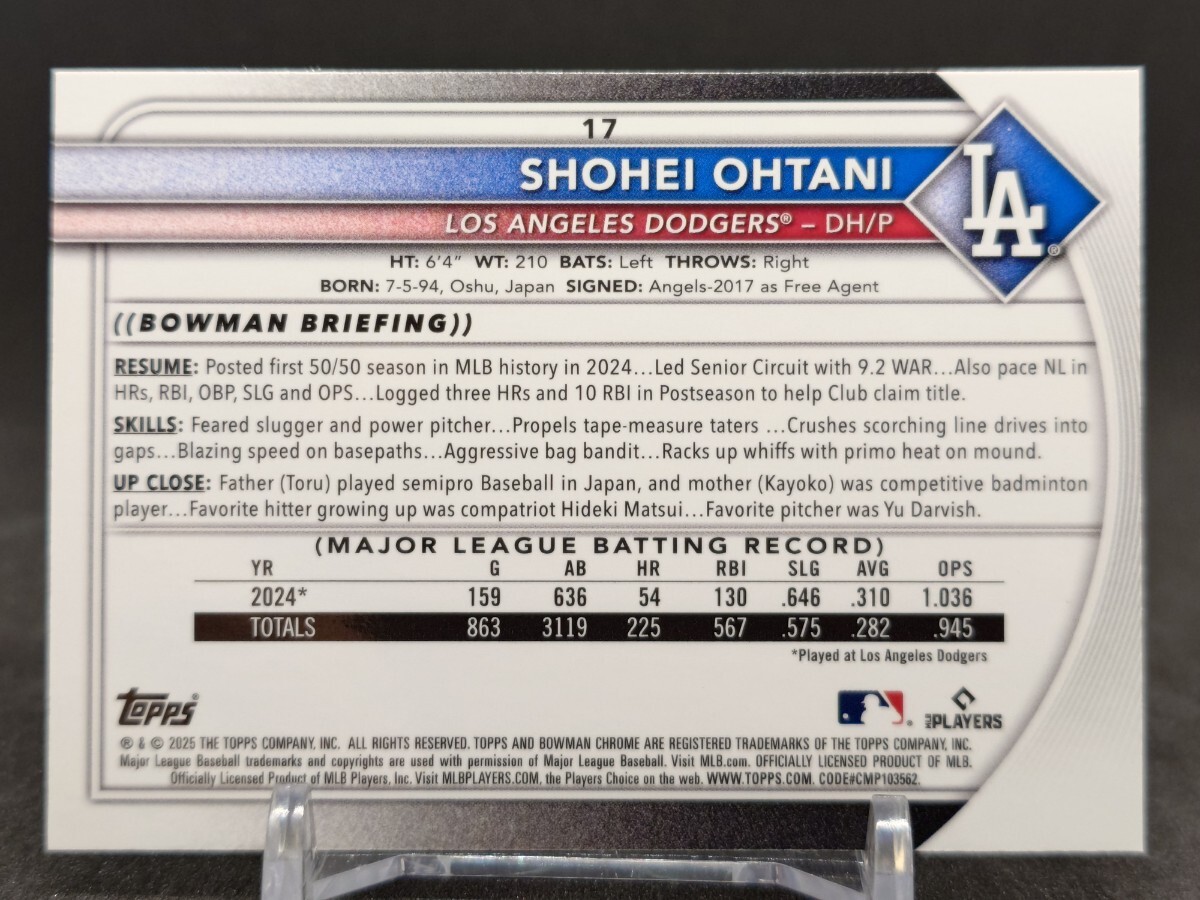 17
SHOHEI OHTANI
LA®
LOS ANGELES DODGERS® – DH/P
HT: 6'4" WT: 210 BATS: Left THROWS: Right
BORN: 7-5-94, Oshu, Japan SIGNED: Angels-2017 as Free Agent
((BOWMAN BRIEFING))
RESUME: Posted first 50/50 season in MLB history in 2024...Led Senior Circuit with 9.2 WAR...Also pace NL in
HRs, RBI, OBP, SLG and OPS...Logged three HRs and 10 RBI in Postseason to help Club claim title.
SKILLS: Feared slugger and power pitcher...Propels tape-measure taters ...Crushes scorching line drives into
gaps...Blazing speed on basepaths...Aggressive bag bandit...Racks up whiffs with primo heat on mound.
UP CLOSE: Father (Toru) played semipro Baseball in Japan, and mother (Kayoko) was competitive badminton
player...Favorite hitter growing up was compatriot Hideki Matsui...Favorite pitcher was Yu Darvish.
(MAJOR LEAGUE BATTING RECORD)
YR G AB HR RBI SLG AVG OPS
2024* 159 636 54 130 .646 .310 1.036
TOTALS 863 3119 225 567 .575 .282 .945
*Played at Los Angeles Dodgers
Topps®
MLB PLAYERS
® & © 2025 THE TOPPS COMPANY, INC. ALL RIGHTS RESERVED. TOPPS AND BOWMAN CHROME ARE REGISTERED TRADEMARKS OF THE TOPPS COMPANY, INC.
Major League Baseball trademarks and copyrights are used with permission of Major League Baseball. Visit MLB.com. OFFICIALLY LICENSED PRODUCT OF MLB.
Officially Licensed Product of MLB Players, Inc. Visit MLBPLAYERS.COM, the Players Choice on the web. WWW.TOPPS.COM. CODE#CMP103562.